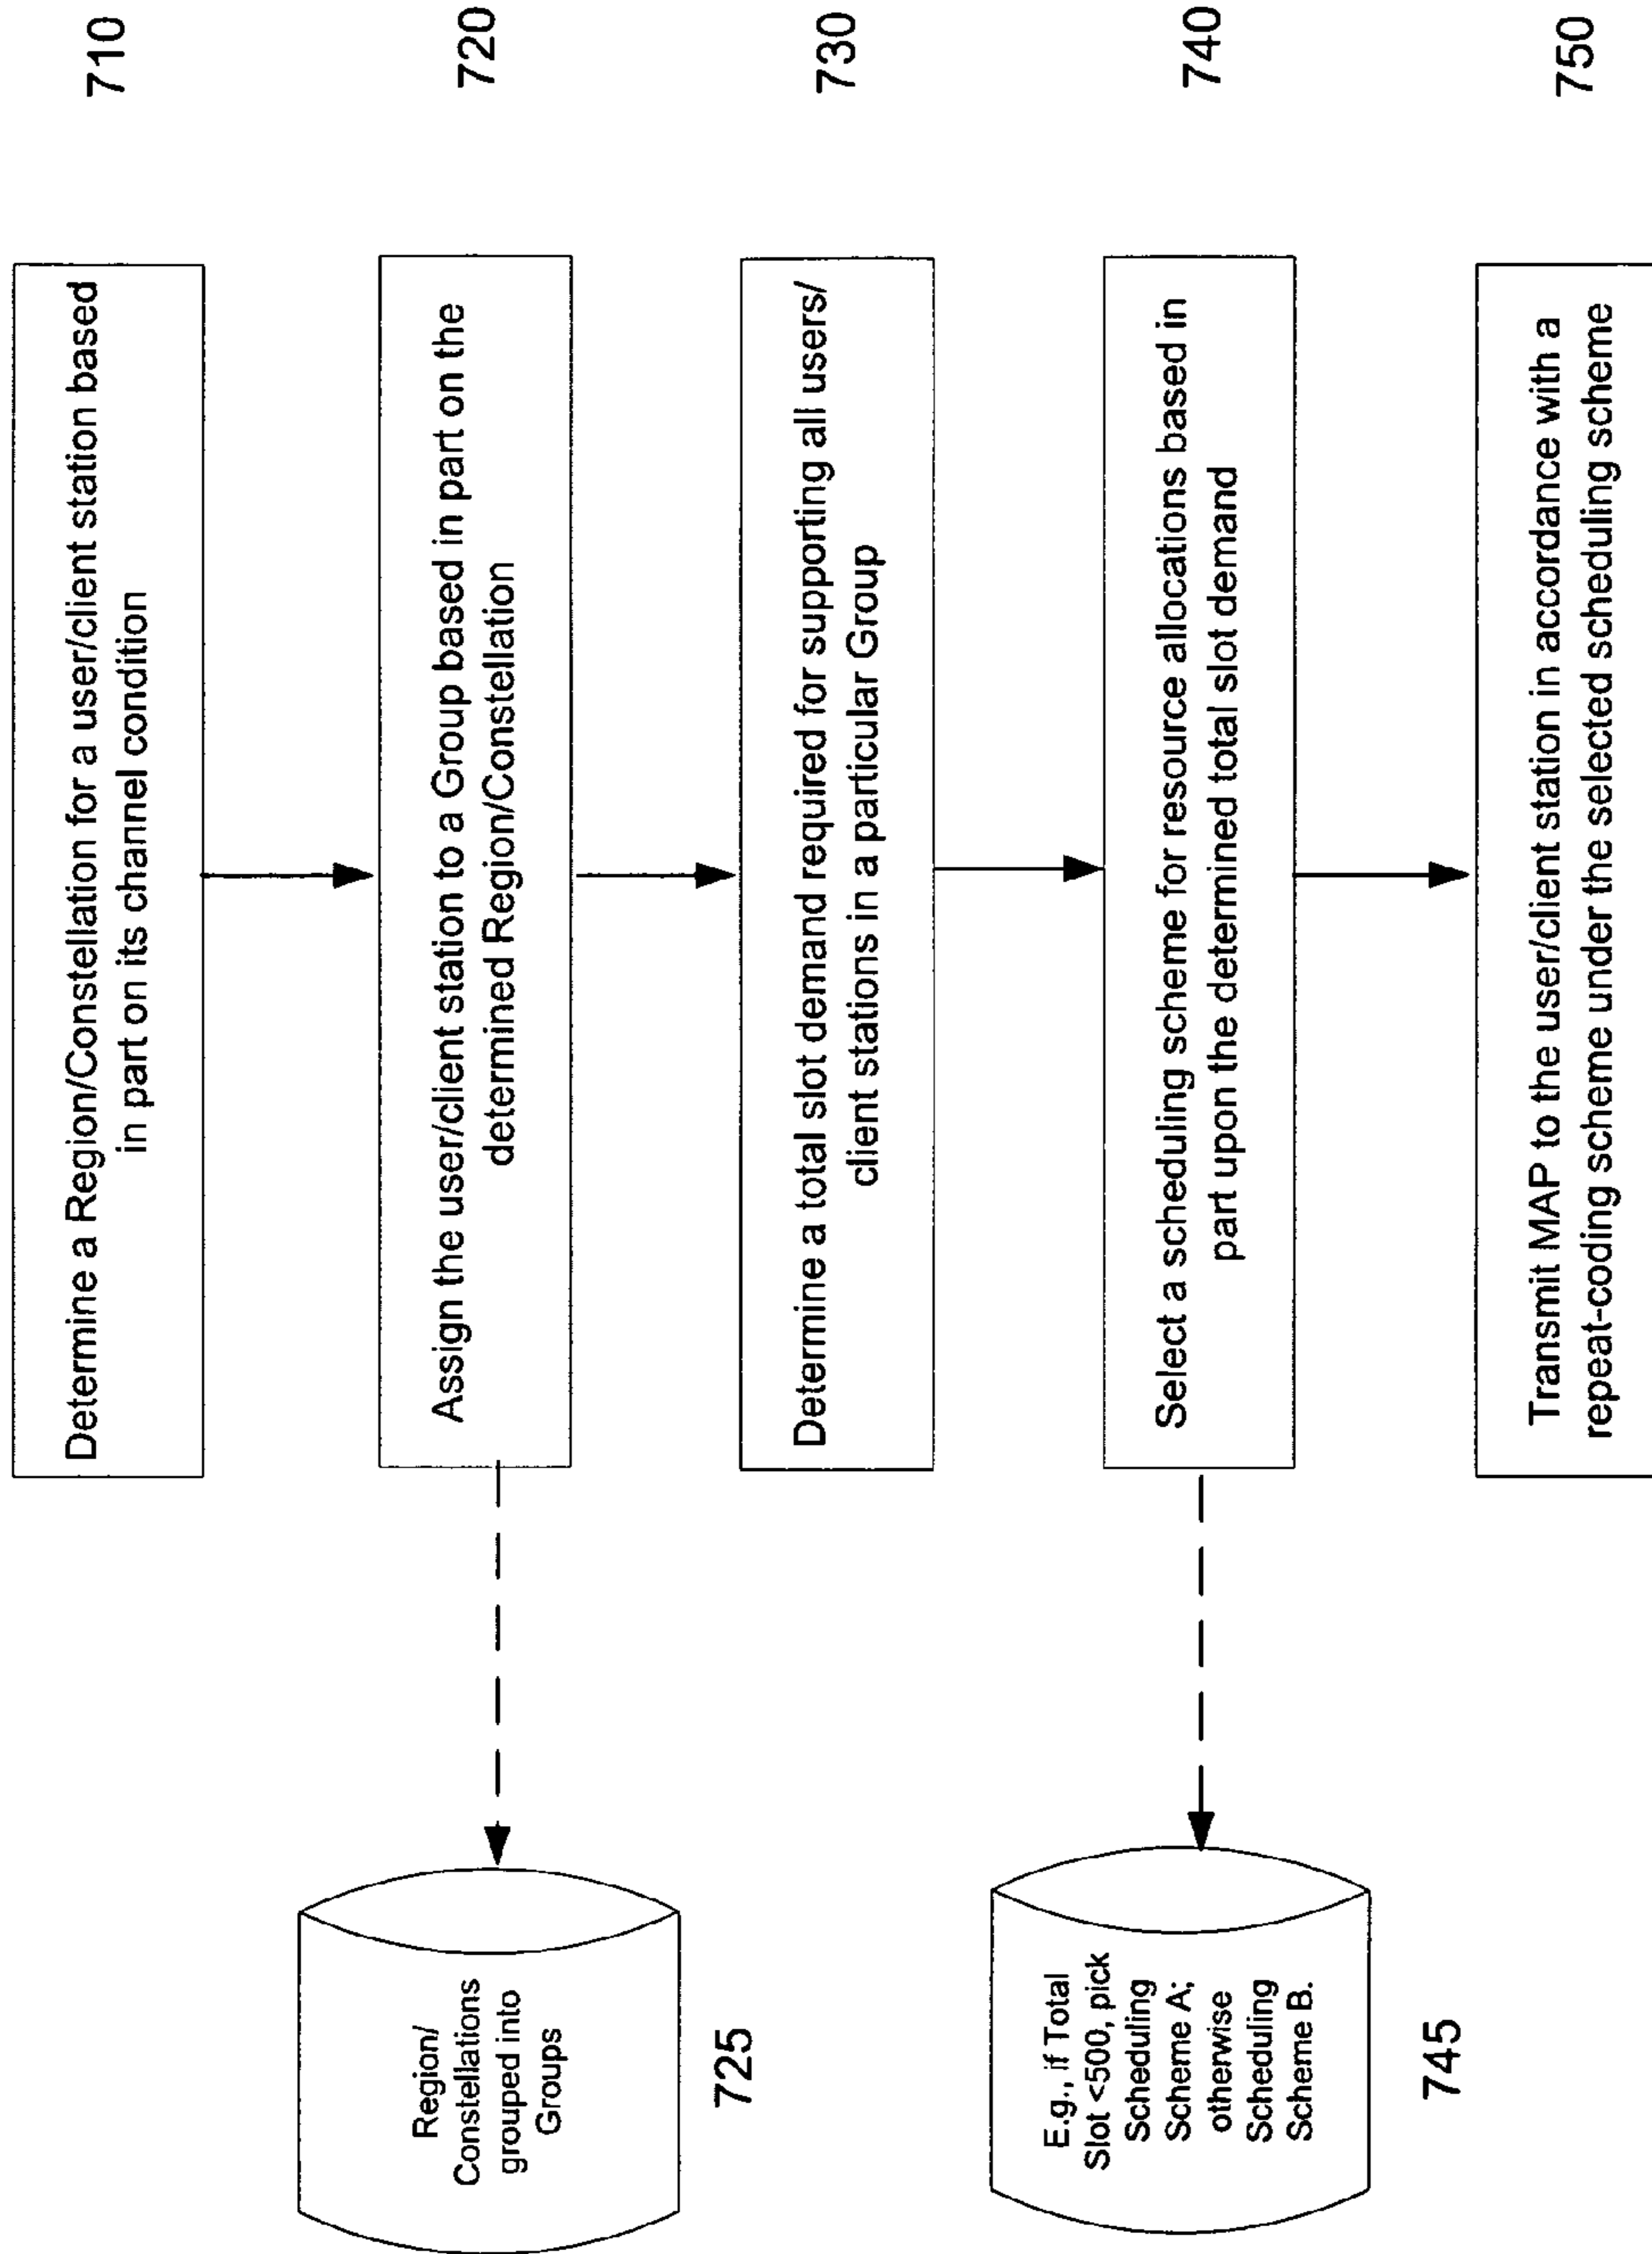 710
Determine a Region/Constellation for a user/client station based
in part on its channel condition
720
Assign the user/client station to a Group based in part on the
determined Region/Constellation
Region/
Constellations
grouped into
Groups
725
730
Determine a total slot demand required for supporting all users/
client stations in a particular Group
740
Select a scheduling scheme for resource allocations based in
part upon the determined total slot demand
E.g., if Total
Slot <500, pick
Scheduling
Scheme A;
otherwise
Scheduling
Scheme B.
745
750
Transmit MAP to the user/client station in accordance with a
repeat-coding scheme under the selected scheduling scheme